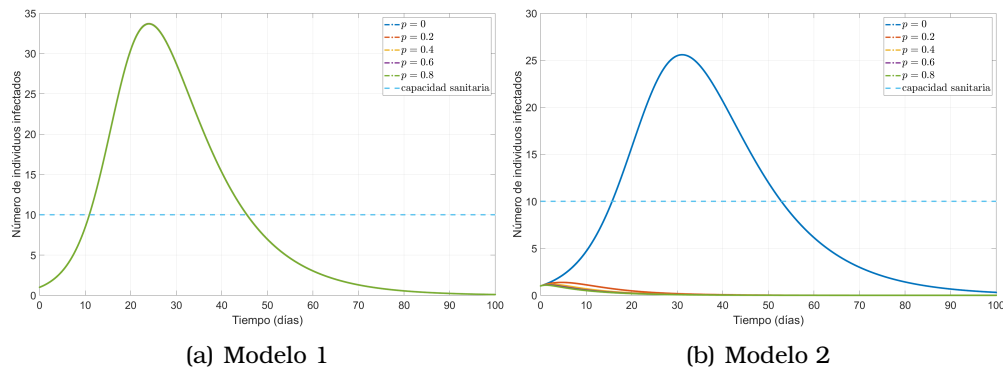 35
30
25
20
15
10
5
0
0 10 20 30 40 50 60 70 80 90 100
Número de individuos infectados
Tiempo (días)
p = 0
p = 0.2
p = 0.4
p = 0.6
p = 0.8
capacidad sanitaria
(a) Modelo 1
30
25
20
15
10
5
0
0 10 20 30 40 50 60 70 80 90 100
Número de individuos infectados
Tiempo (días)
p = 0
p = 0.2
p = 0.4
p = 0.6
p = 0.8
capacidad sanitaria
(b) Modelo 2